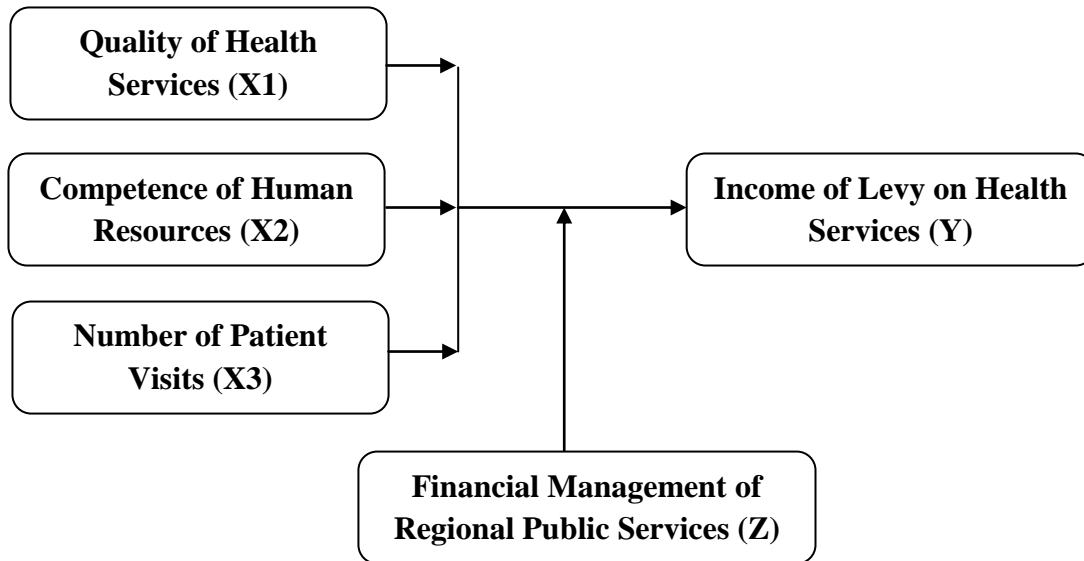 Quality of Health
Services (X1)
Competence of Human
Resources (X2)
Income of Levy on Health
Services (Y)
Number of Patient
Visits (X3)
Financial Management of
Regional Public Services (Z)